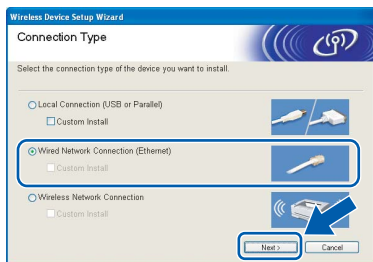 Wireless Device Setup Wizard
Connection Type
Select the connection type of the device you want to install.
Local Connection (USB or Parallel)
Custom Install
Wired Network Connection (Ethernet)
Custom Install
Wireless Network Connection
Custom Install
Next >
Cancel